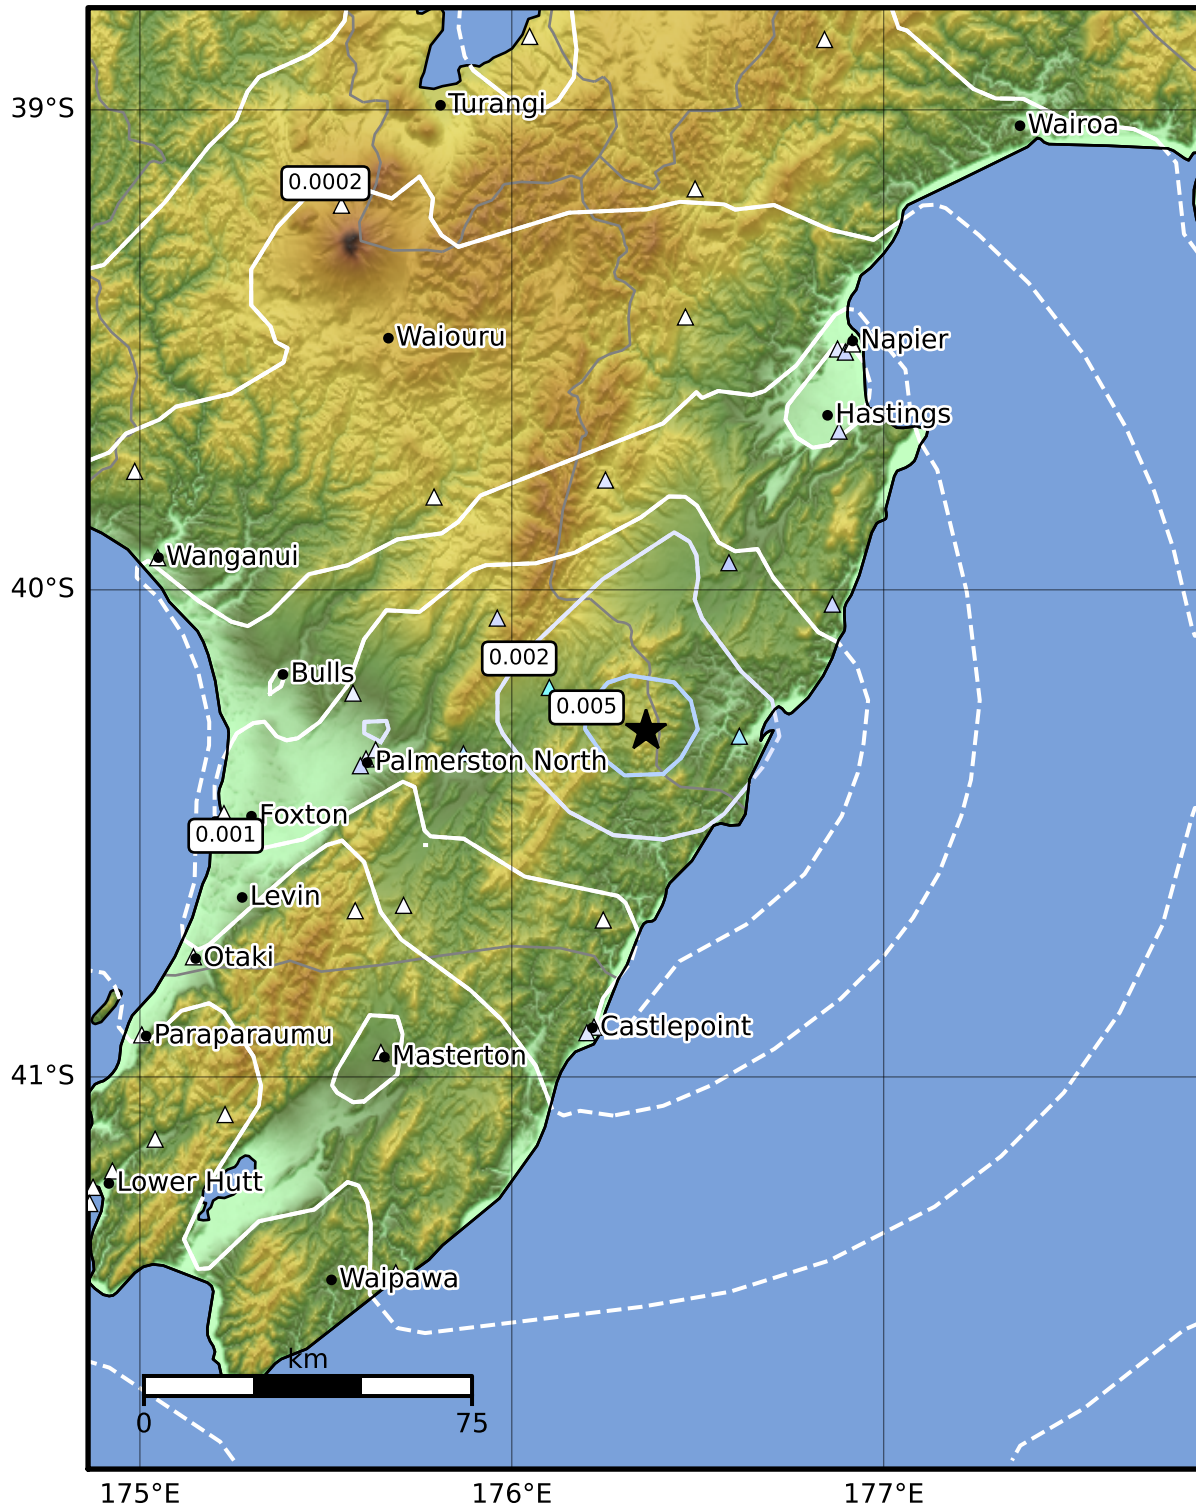 Turangi
39°S
Wairoa
0.0002
Waiouru
Napier
Hastings
Wanganui
40°S
0.002
Bulls
0.005
Palmerston North
Foxton
0.001
Levin
Otaki
Castlepoint
Paraparaumu
Masterton
41°S
Lower Hutt
Waipawa
km
0 75
175°E 176°E 177°E